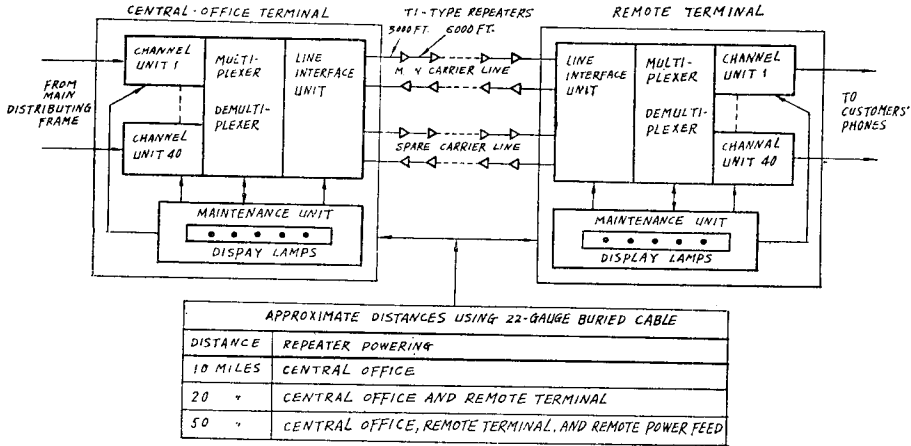 CENTRAL-OFFICE TERMINAL
T1-TYPE REPEATERS
REMOTE TERMINAL
3000 FT.
6000 FT.
CHANNEL
UNIT 1
MULTI-
PLEXER
DEMULTI-
PLEXER
LINE
INTERFACE
UNIT
CARRIER LINE
LINE
INTERFACE
UNIT
MULTI-
PLEXER
DEMULTI-
PLEXER
CHANNEL
UNIT 1
FROM
MAIN
DISTRIBUTING
FRAME
TO
CUSTOMERS'
PHONES
CHANNEL
UNIT 40
SPARE CARRIER LINE
CHANNEL
UNIT 40
MAINTENANCE UNIT
DISPLAY LAMPS
MAINTENANCE UNIT
DISPLAY LAMPS
APPROXIMATE DISTANCES USING 22-GAUGE BURIED CABLE
DISTANCE REPEATER POWERING
10 MILES CENTRAL OFFICE
20 " CENTRAL OFFICE AND REMOTE TERMINAL
50 " CENTRAL OFFICE, REMOTE TERMINAL, AND REMOTE POWER FEED